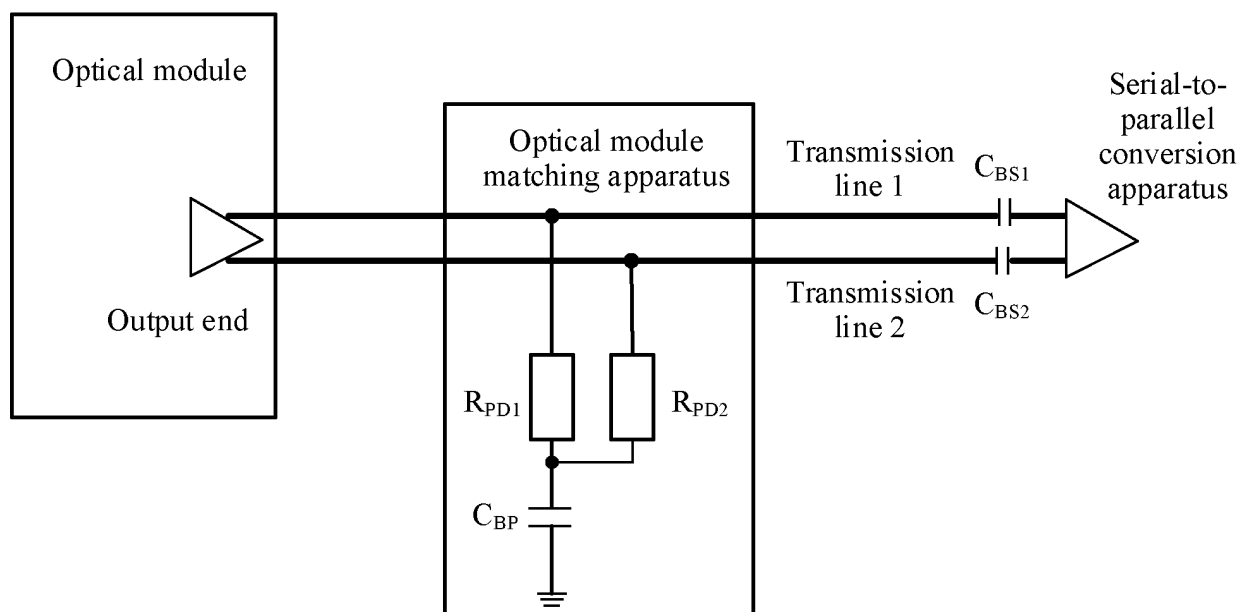 Optical module
Output end
Optical module
matching apparatus
R_PD1
R_PD2
C_BP
Transmission
line 1
Transmission
line 2
C_BS1
C_BS2
Serial-to-
parallel
conversion
apparatus